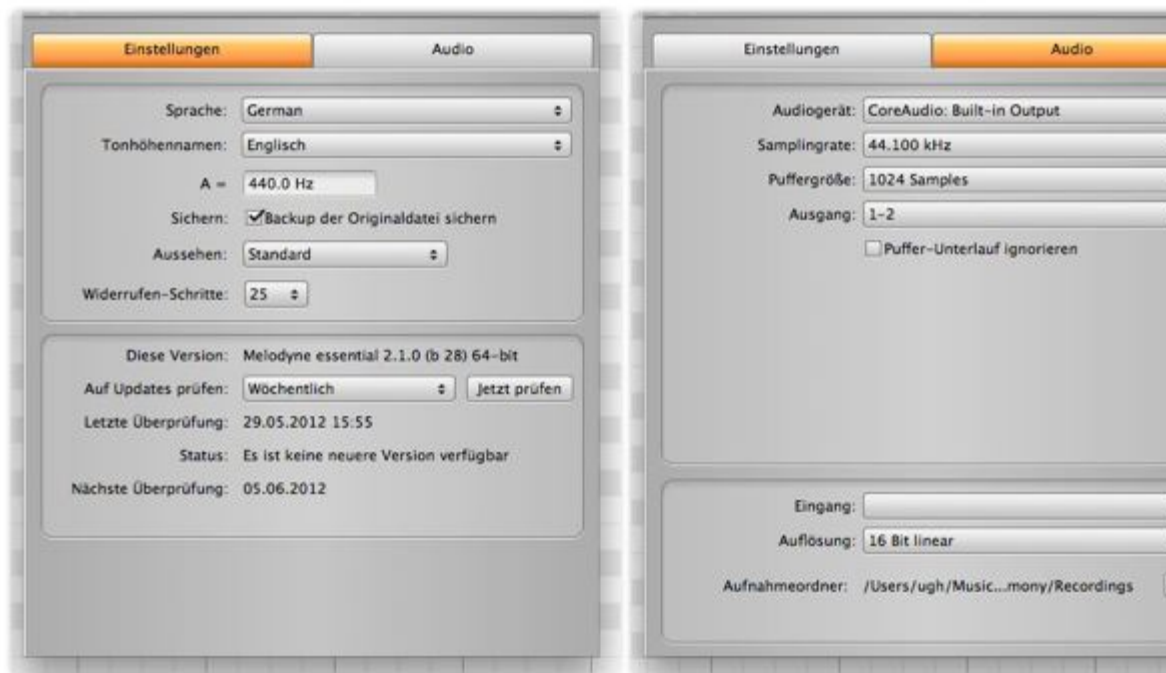 Einstellungen
Audio
Sprache: German
Tonhöhennamen: Englisch
A = 440.0 Hz
Sichern: Backup der Originaldatei sichern
Aussehen: Standard
Widerrufen-Schritte: 25
Diese Version: Melodyne essential 2.1.0 (b 28) 64-bit
Auf Updates prüfen: Wöchentlich Jetzt prüfen
Letzte Überprüfung: 29.05.2012 15:55
Status: Es ist keine neuere Version verfügbar
Nächste Überprüfung: 05.06.2012
Einstellungen
Audio
Audiogerät: CoreAudio: Built-in Output
Samplingrate: 44.100 kHz
Puffergröße: 1024 Samples
Ausgang: 1-2
Puffer-Unterlauf ignorieren
Eingang:
Auflösung: 16 Bit linear
Aufnahmeordner: /Users/ugh/Music...mony/Recordings